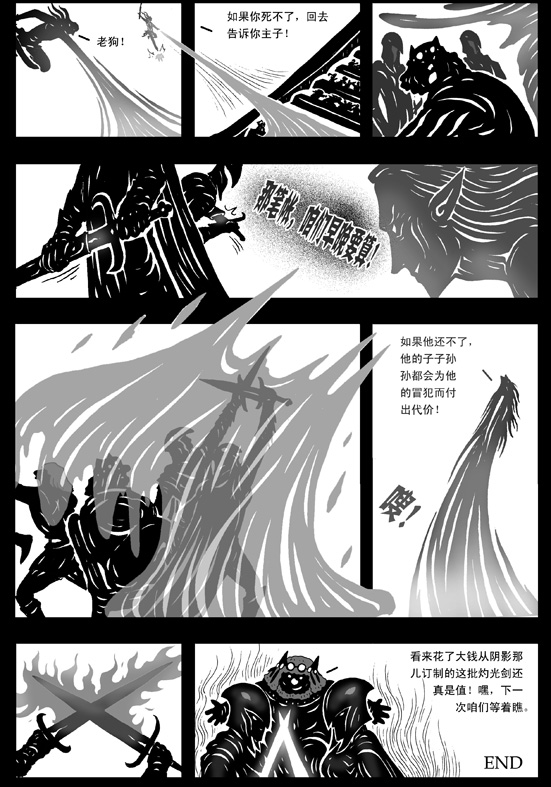 老狗！
如果你死不了，回去
告诉你主子！
那笔帐，咱们早晚要算！
如果他还不了，
他的子子孙
孙都会为他
的冒犯而付
出代价！
看来花了大钱从阴影那
儿订制的这批灼光剑还
真是值！嘿，下一
次咱们等着瞧。
END